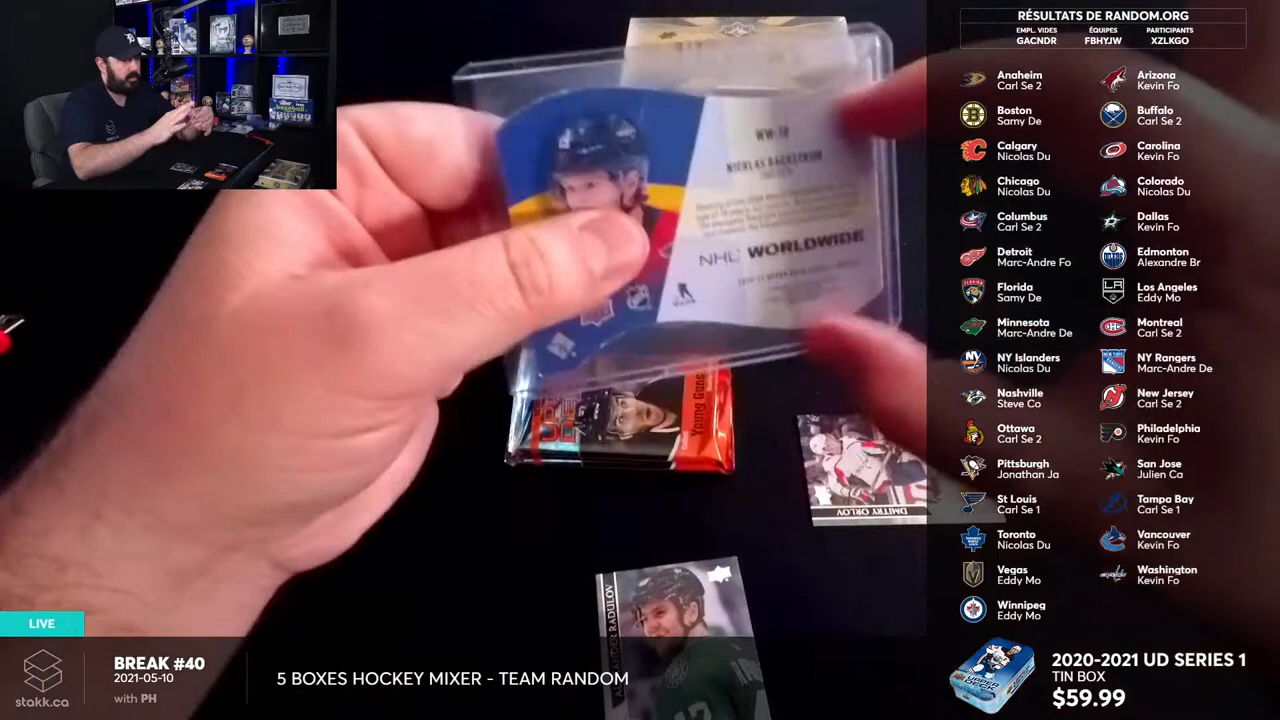 RÉSULTATS DE RANDOM.ORG
EMPL. VIDES ÉQUIPES PARTICIPANTS
GACNDR FBHYJW XZLKGO
Anaheim
Carl Se 2
Arizona
Kevin Fo
Boston
Samy De
Buffalo
Carl Se 2
Calgary
Nicolas Du
Carolina
Kevin Fo
Chicago
Nicolas Du
Colorado
Nicolas Du
Columbus
Carl Se 2
Dallas
Kevin Fo
Detroit
Marc-Andre Fo
Edmonton
Alexandre Br
Florida
Samy De
Los Angeles
Eddy Mo
Minnesota
Marc-Andre De
Montreal
Carl Se 2
NY Islanders
Nicolas Du
NY Rangers
Marc-Andre De
Nashville
Steve Co
New Jersey
Carl Se 2
Ottawa
Carl Se 2
Philadelphia
Kevin Fo
Pittsburgh
Jonathan Ja
San Jose
Julien Ca
St Louis
Carl Se 1
Tampa Bay
Carl Se 1
Toronto
Nicolas Du
Vancouver
Kevin Fo
Vegas
Eddy Mo
Washington
Kevin Fo
Winnipeg
Eddy Mo
WW-18
NICKLAS BACKSTROM
NHL WORLDWIDE
Young Guns
DMITRY ORLOV
ALEXANDER RADULOV
LIVE
stakk.ca
BREAK #40
2021-05-10
with PH
5 BOXES HOCKEY MIXER - TEAM RANDOM
2020-2021 UD SERIES 1
TIN BOX
$59.99